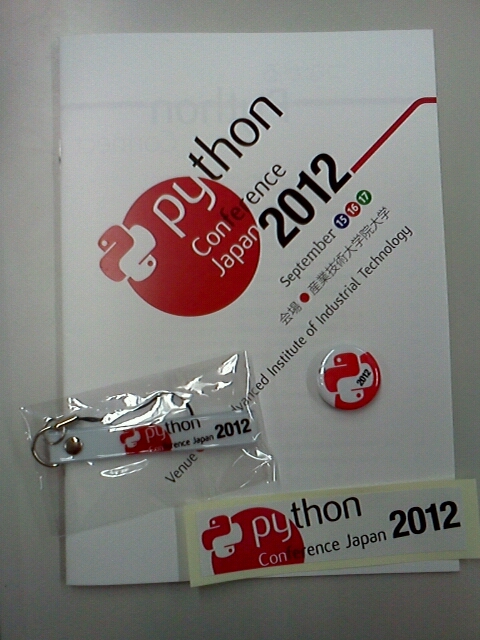 python
Conference
Japan
2012
September 15 16 17
会場 ● 産業技術大学院大学
Venue
vanced Institute of Industrial Technology
2012
python
Conference Japan 2012
python
Conference Japan 2012